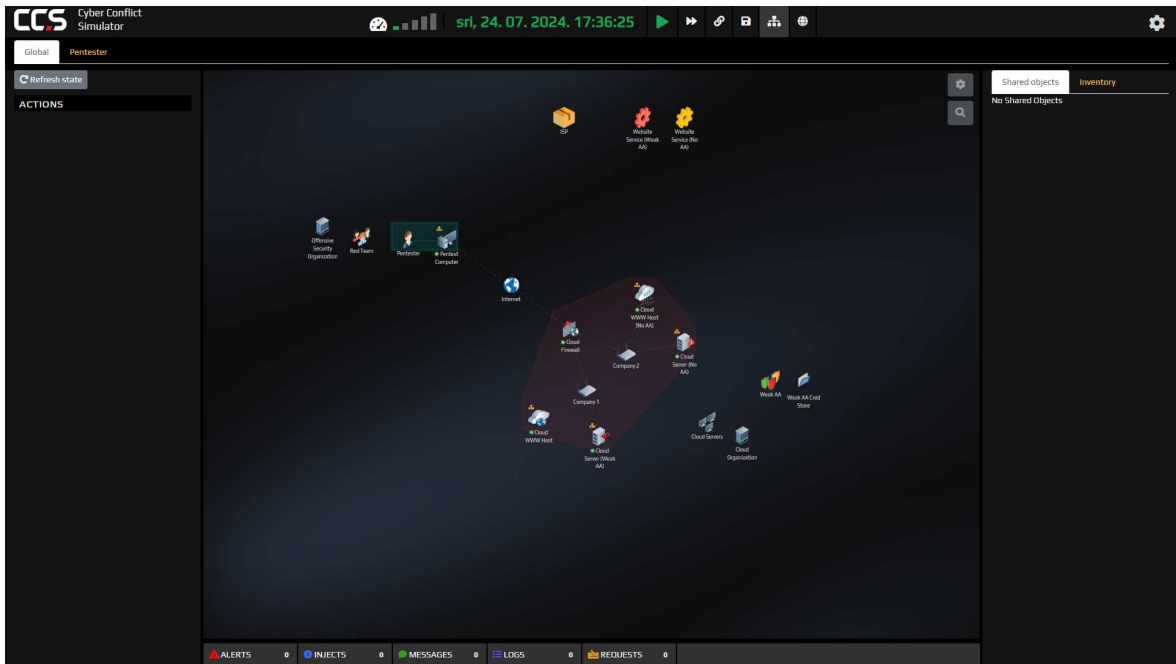 CCS Cyber Conflict
Simulator
sri, 24. 07. 2024. 17:36:25
Global
Pentester
Refresh state
ACTIONS
Shared objects
Inventory
No Shared Objects
ISP
Website
Service (Weak
AA)
Website
Service (No
AA)
Offensive
Security
Organization
Red Team
Pentester
Pentest
Computer
Internet
Cloud
WWW Host
(No AA)
Cloud
Firewall
Company 2
Cloud
Server (No
AA)
Company 1
Weak AA
Weak AA Cred
Store
Cloud
WWW Host
Cloud
Server (Weak
AA)
Cloud Servers
Cloud
Organization
ALERTS 0
INJECTS 0
MESSAGES 0
LOGS 0
REQUESTS 0